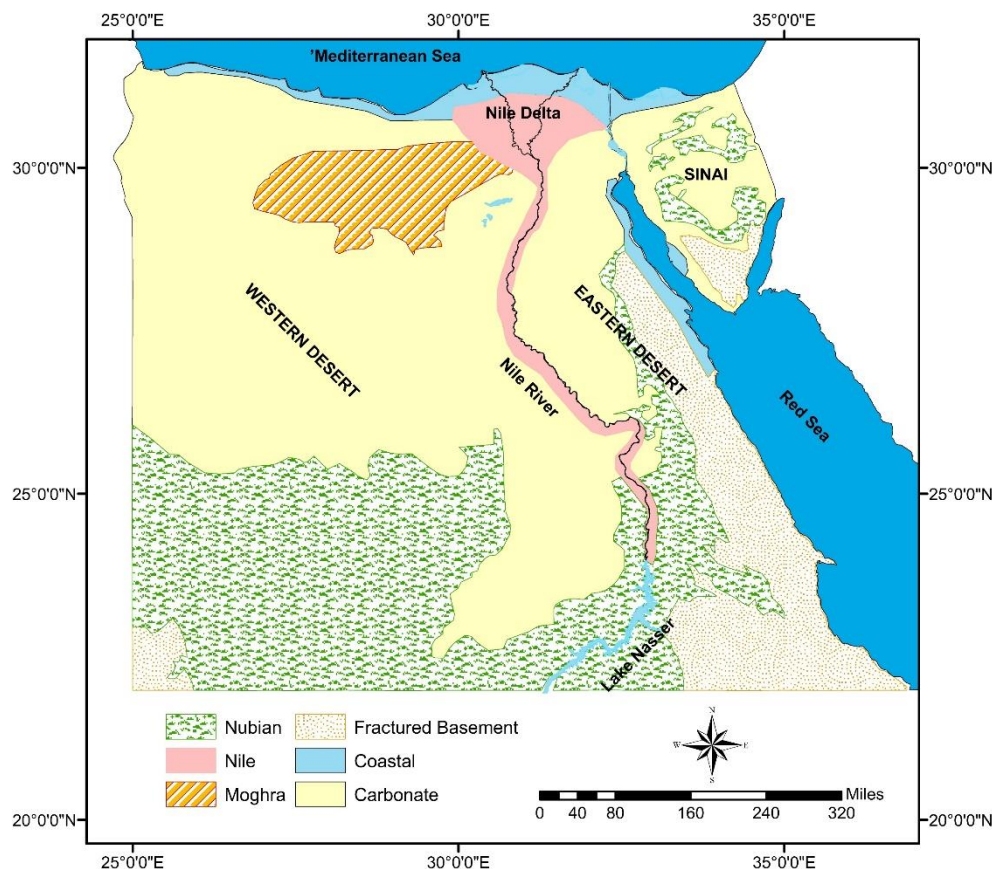 25°0'0"E 30°0'0"E 35°0'0"E
'Mediterranean Sea
Nile Delta
30°0'0"N 30°0'0"N
SINAI
WESTERN DESERT
EASTERN DESERT
Nile River
Red Sea
25°0'0"N 25°0'0"N
Lake Nasser
Nubian Fractured Basement
Nile Coastal
Moghra Carbonate
N
W E
S
Miles
0 40 80 160 240 320
20°0'0"N 20°0'0"N
25°0'0"E 30°0'0"E 35°0'0"E